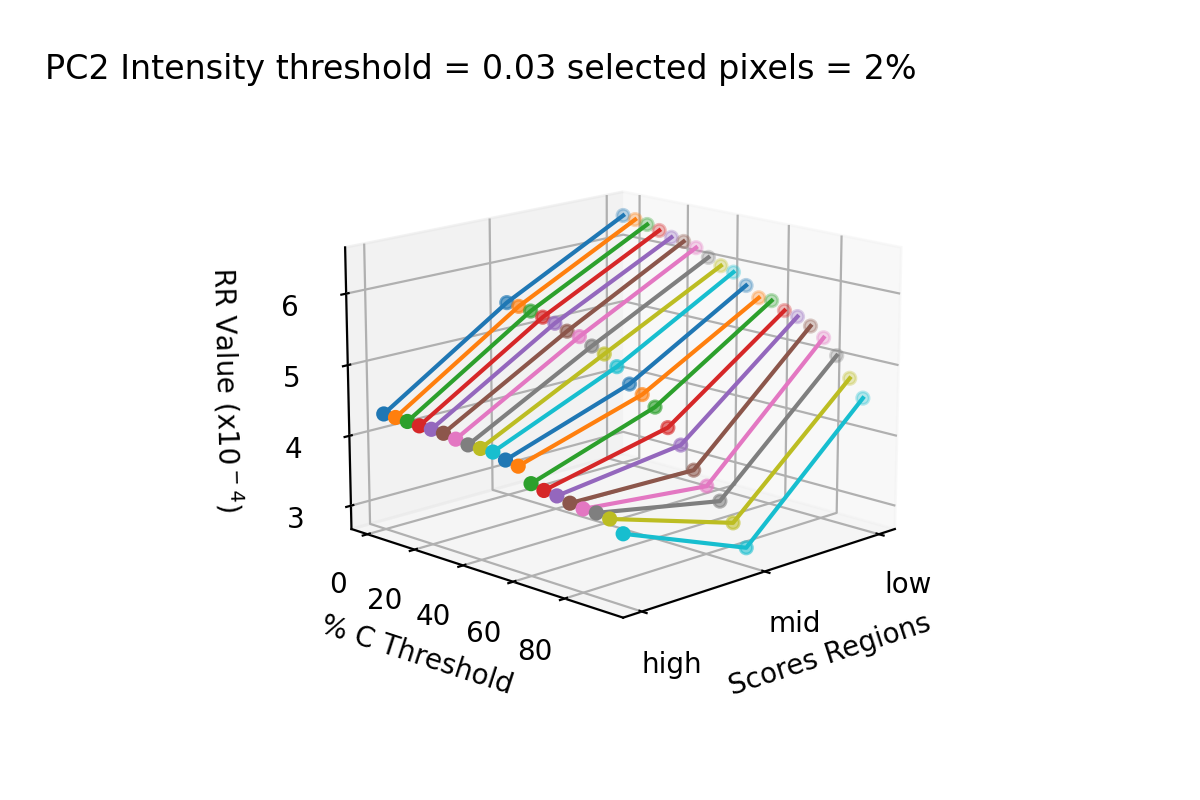 PC2 Intensity threshold = 0.03 selected pixels = 2%
RR Value (x10⁻⁴)
6
5
4
3
0
20
40
60
80
% C Threshold
high
mid
low
Scores Regions